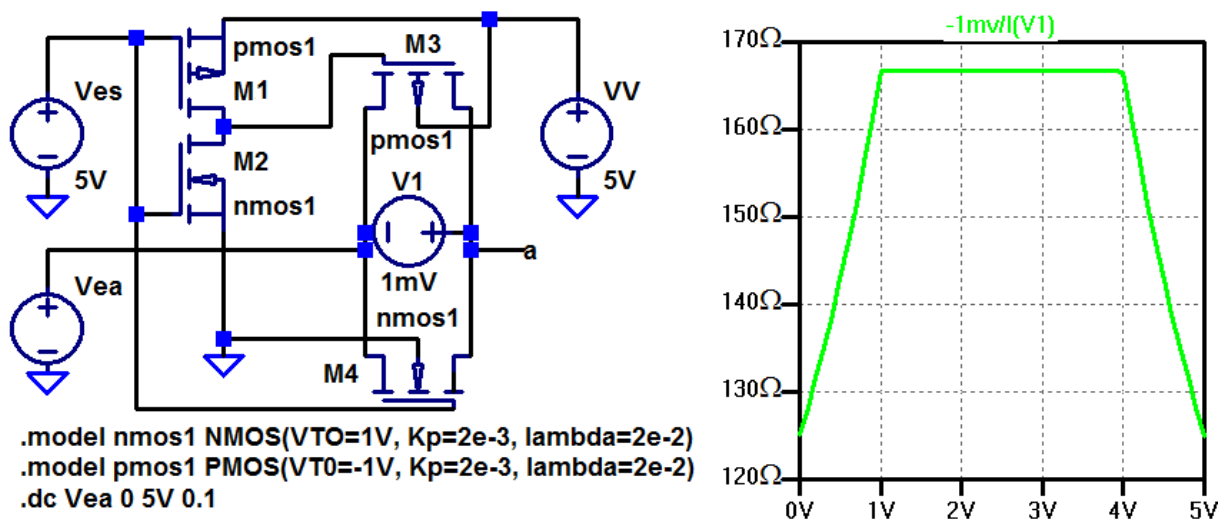 pmos1
M1
M2
nmos1
Ves
5V
Vea
M3
pmos1
V1
1mV
nmos1
M4
VV
5V
a
.model nmos1 NMOS(VTO=1V, Kp=2e-3, lambda=2e-2)
.model pmos1 PMOS(VT0=-1V, Kp=2e-3, lambda=2e-2)
.dc Vea 0 5V 0.1
-1mv/I(V1)
170Ω
160Ω
150Ω
140Ω
130Ω
120Ω
0V 1V 2V 3V 4V 5V